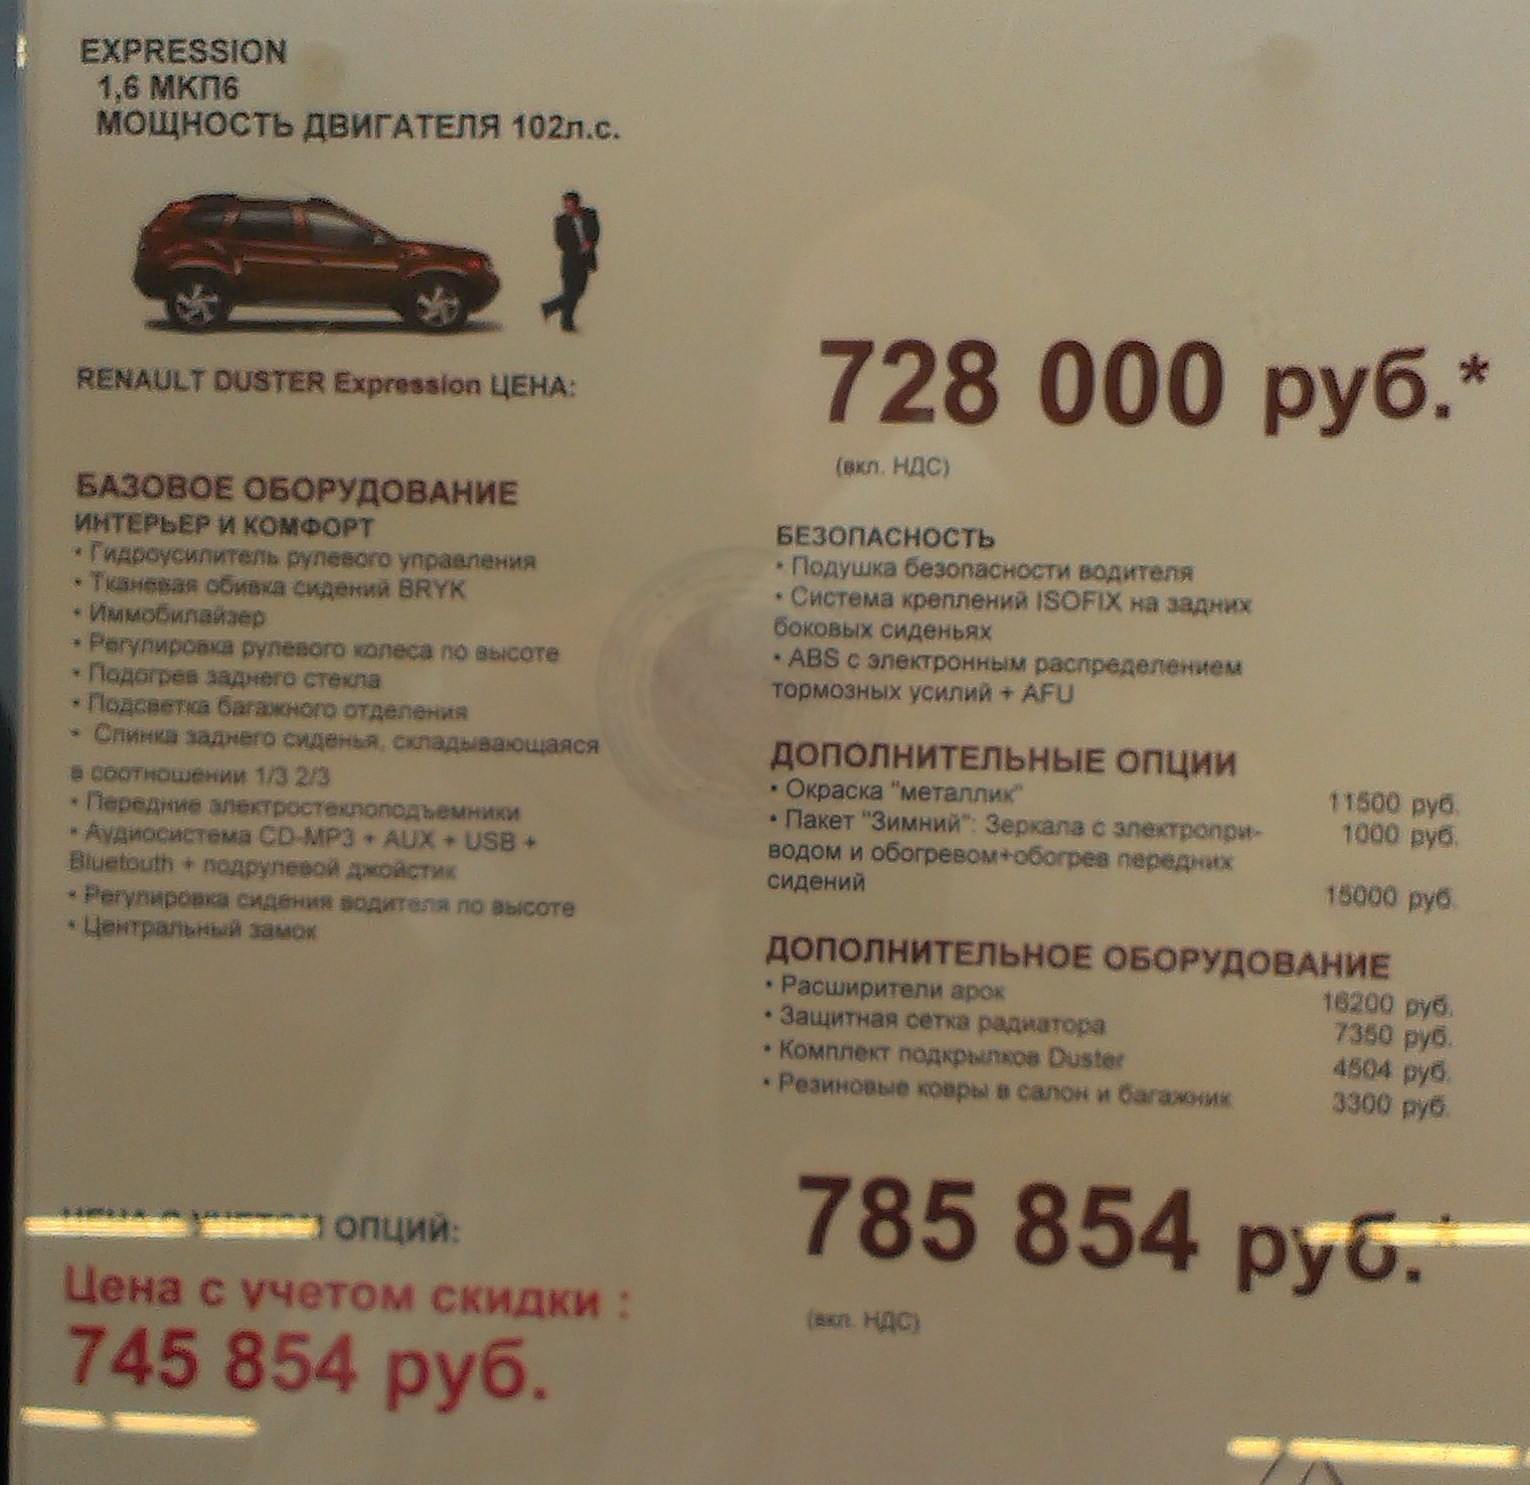 EXPRESSION
1,6 МКП6
МОЩНОСТЬ ДВИГАТЕЛЯ 102л.с.
RENAULT DUSTER Expression ЦЕНА:
728 000 руб.*
(вкл. НДС)
БАЗОВОЕ ОБОРУДОВАНИЕ
ИНТЕРЬЕР И КОМФОРТ
• Гидроусилитель рулевого управления
• Тканевая обивка сидений BRYK
• Иммобилайзер
• Регулировка рулевого колеса по высоте
• Подогрев заднего стекла
• Подсветка багажного отделения
• Спинка заднего сиденья, складывающаяся
в соотношении 1/3 2/3
• Передние электростеклоподъемники
• Аудиосистема CD-MP3 + AUX + USB +
Bluetouth + подрулевой джойстик
• Регулировка сидения водителя по высоте
• Центральный замок
БЕЗОПАСНОСТЬ
• Подушка безопасности водителя
• Система креплений ISOFIX на задних
боковых сиденьях
• ABS с электронным распределением
тормозных усилий + AFU
ДОПОЛНИТЕЛЬНЫЕ ОПЦИИ
• Окраска "металлик" 11500 руб.
• Пакет "Зимний": Зеркала с электропри- 1000 руб.
водом и обогревом+обогрев передних
сидений 15000 руб.
ДОПОЛНИТЕЛЬНОЕ ОБОРУДОВАНИЕ
• Расширители арок 16200 руб.
• Защитная сетка радиатора 7350 руб.
• Комплект подкрылков Duster 4504 руб.
• Резиновые ковры в салон и багажник 3300 руб.
ЦЕНА С УЧЕТОМ ОПЦИЙ:
785 854 руб.*
(вкл. НДС)
Цена с учетом скидки :
745 854 руб.